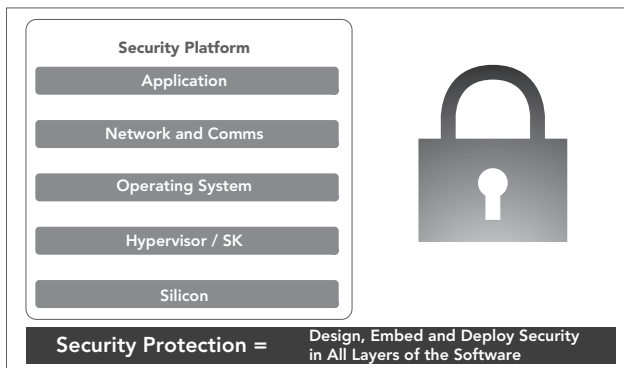 Security Platform
Application
Network and Comms
Operating System
Hypervisor / SK
Silicon
Security Protection =
Design, Embed and Deploy Security
in All Layers of the Software